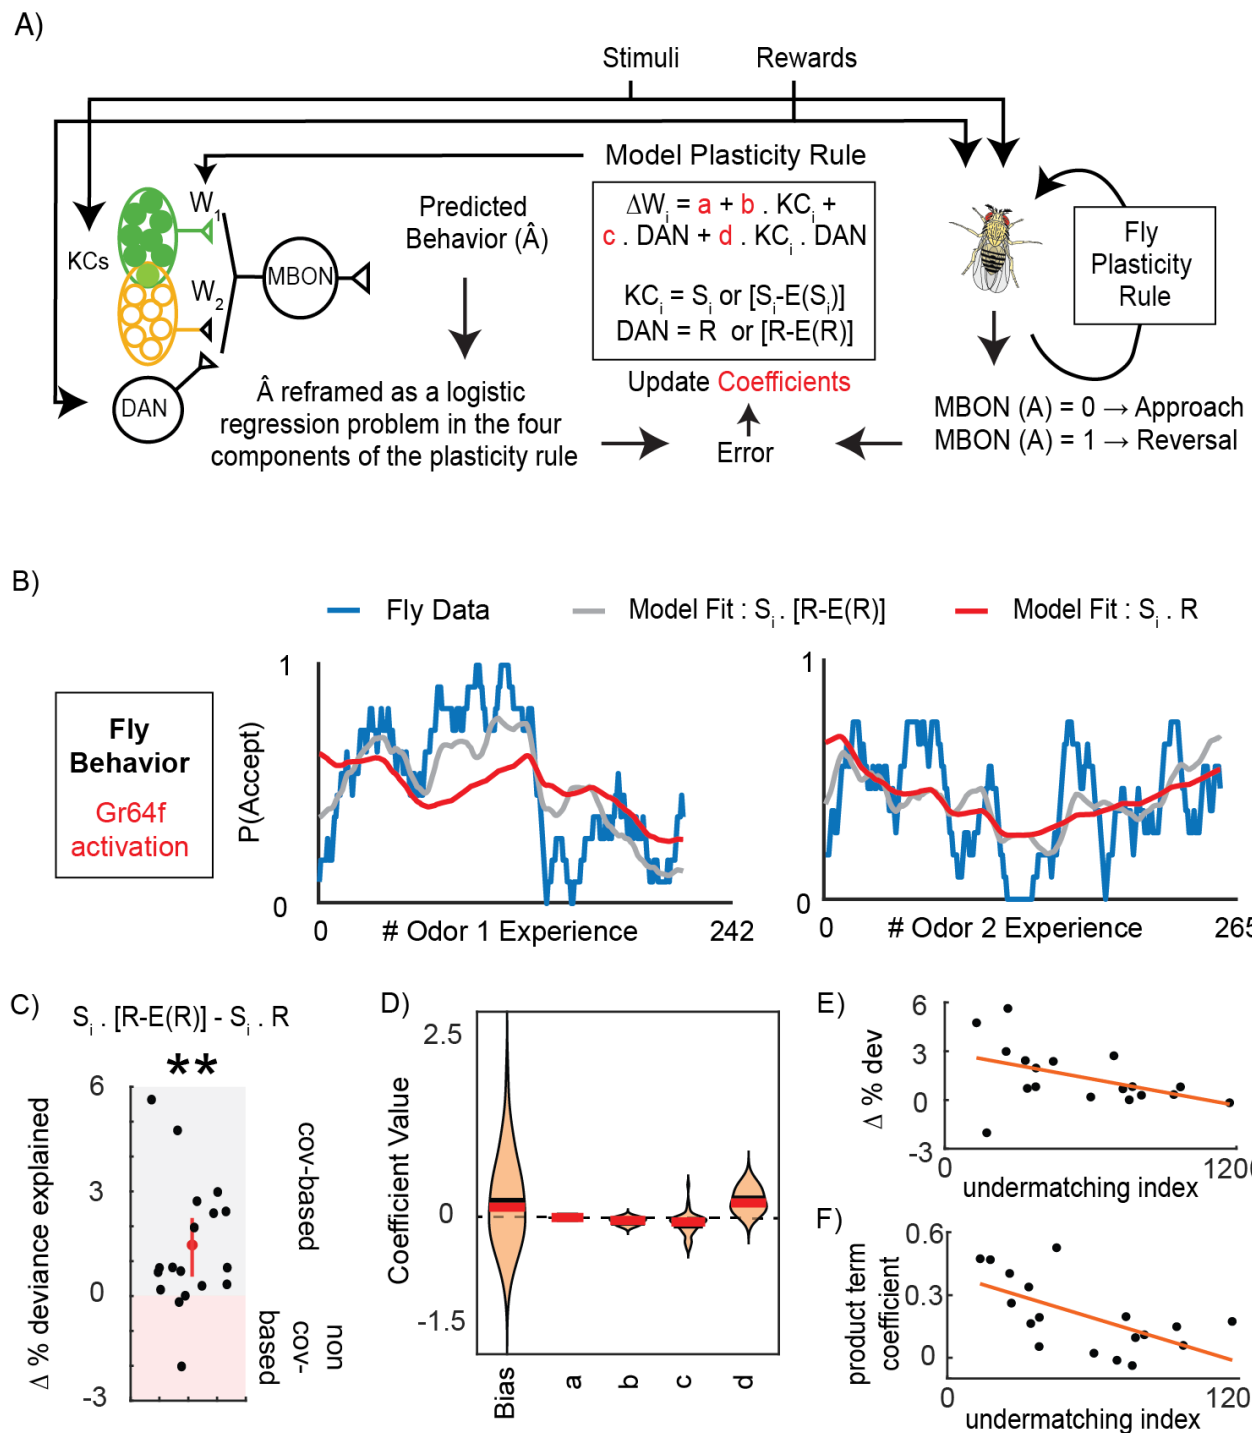 A)
Stimuli
Rewards
Model Plasticity Rule
W1
KCs
W2
MBON
DAN
Predicted
Behavior (Â)
ΔWi = a + b . KCi +
c . DAN + d . KCi . DAN
KCi = Si or [Si-E(Si)]
DAN = R or [R-E(R)]
Fly
Plasticity
Rule
Â reframed as a logistic
regression problem in the four
components of the plasticity rule
Update Coefficients
Error
MBON (A) = 0 → Approach
MBON (A) = 1 → Reversal
B)
Fly Data
Model Fit : Si . [R-E(R)]
Model Fit : Si . R
Fly
Behavior
Gr64f
activation
P(Accept)
1
0
0
# Odor 1 Experience
242
1
0
0
# Odor 2 Experience
265
C)
Si . [R-E(R)] - Si . R
**
Δ % deviance explained
6
3
0
-3
cov-based
non
cov-
based
D)
Coefficient Value
2.5
0
-1.5
Bias
a
b
c
d
E)
Δ % dev
6
3
0
-3
0
1200
undermatching index
F)
product term
coefficient
0.6
0.3
0
0
120
undermatching index